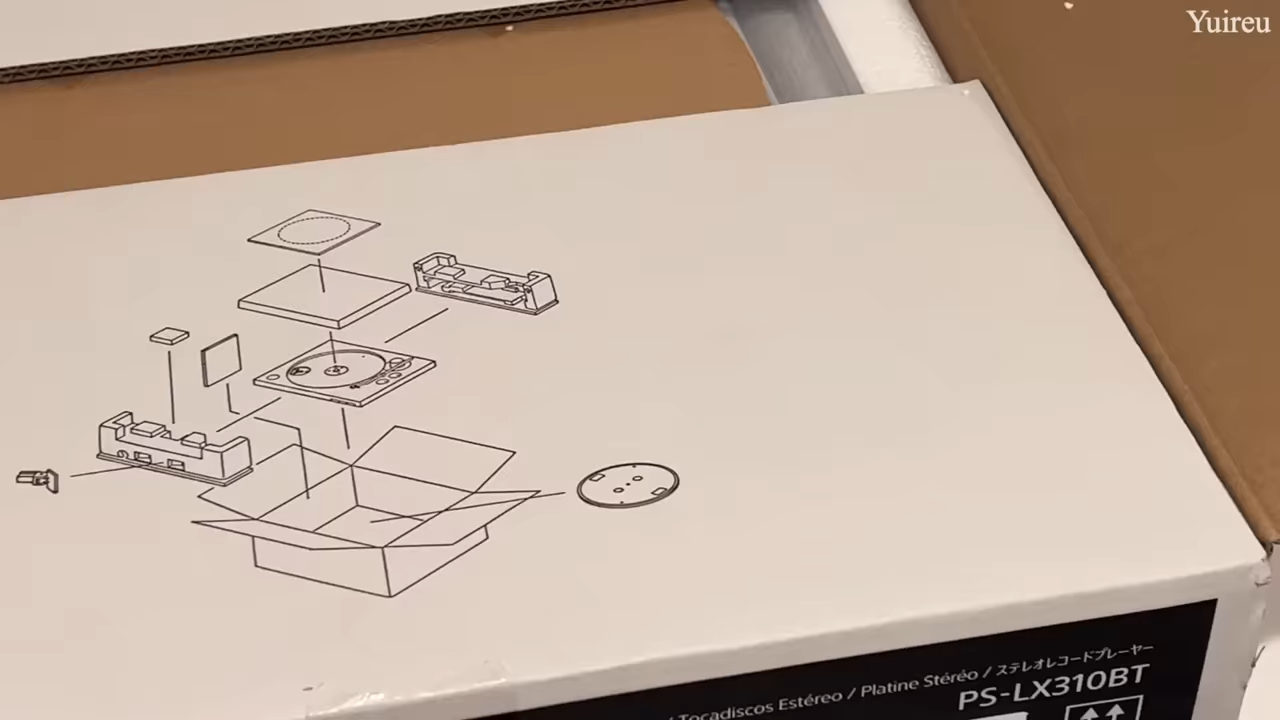 Yuireu
/ Tocadiscos Estéreo / Platine Stéréo / ステレオレコードプレーヤー
PS-LX310BT